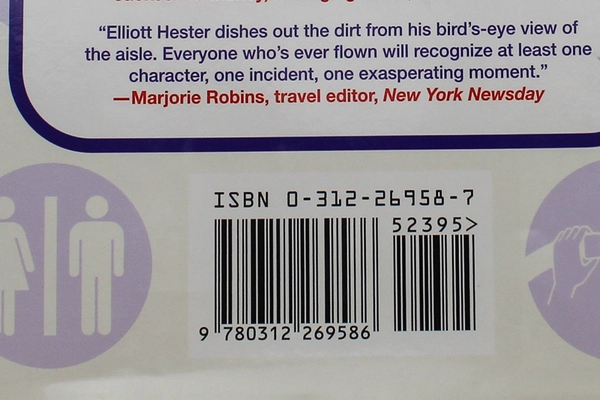 “Elliott Hester dishes out the dirt from his bird’s-eye view of
the aisle. Everyone who’s ever flown will recognize at least one
character, one incident, one exasperating moment.”
—Marjorie Robins, travel editor, New York Newsday
ISBN 0-312-26958-7
52395>
9 780312 269586